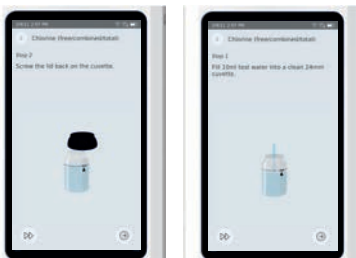 Chlorine (free/combined/total)
Step 2
Screw the lid back on the cuvette.
Chlorine (free/combined/total)
Step 1
Fill 10ml test water into a clean 24mm
cuvette.